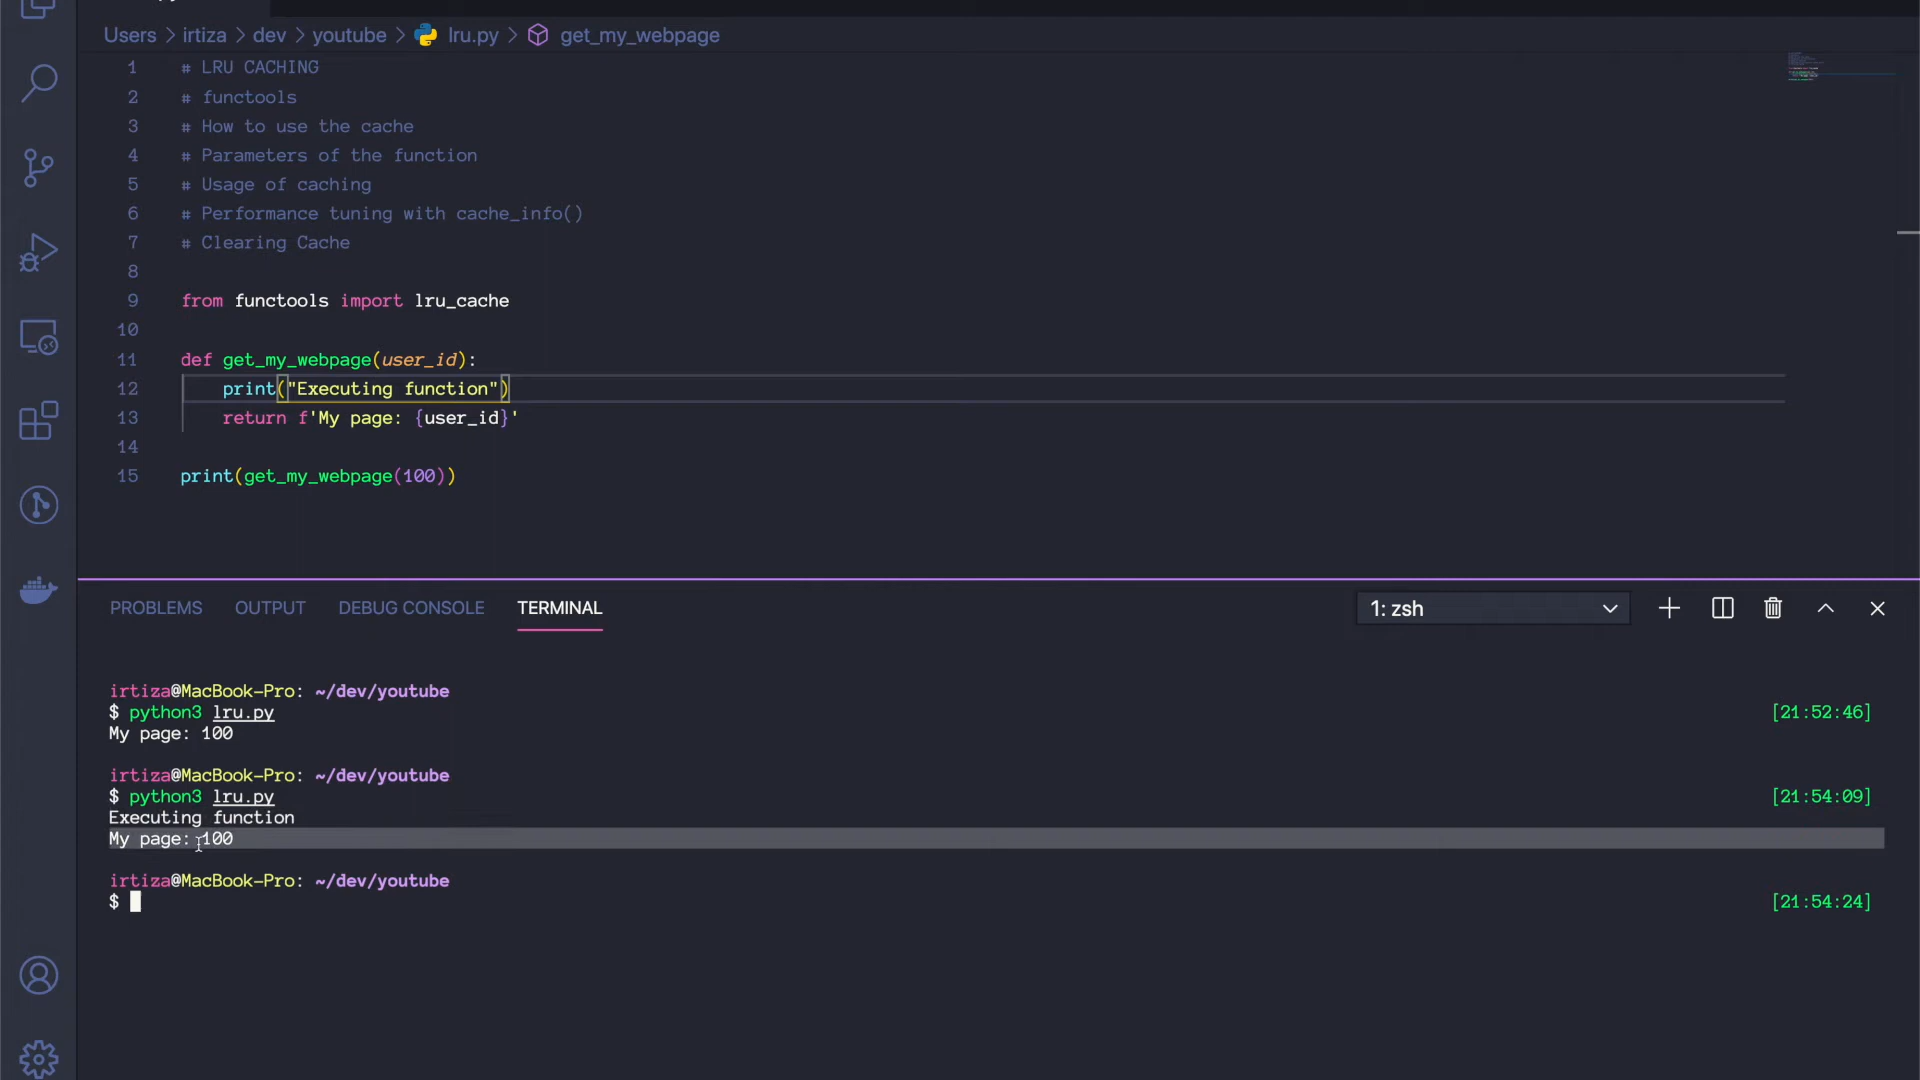 Users > irtiza > dev > youtube > lru.py > get_my_webpage
1 # LRU CACHING
2 # functools
3 # How to use the cache
4 # Parameters of the function
5 # Usage of caching
6 # Performance tuning with cache_info()
7 # Clearing Cache
8
9 from functools import lru_cache
10
11 def get_my_webpage(user_id):
12 print("Executing function")
13 return f'My page: {user_id}'
14
15 print(get_my_webpage(100))
PROBLEMS OUTPUT DEBUG CONSOLE TERMINAL 1: zsh
irtiza@MacBook-Pro: ~/dev/youtube
$ python3 lru.py [21:52:46]
My page: 100
irtiza@MacBook-Pro: ~/dev/youtube
$ python3 lru.py [21:54:09]
Executing function
My page: 100
irtiza@MacBook-Pro: ~/dev/youtube
$ [21:54:24]